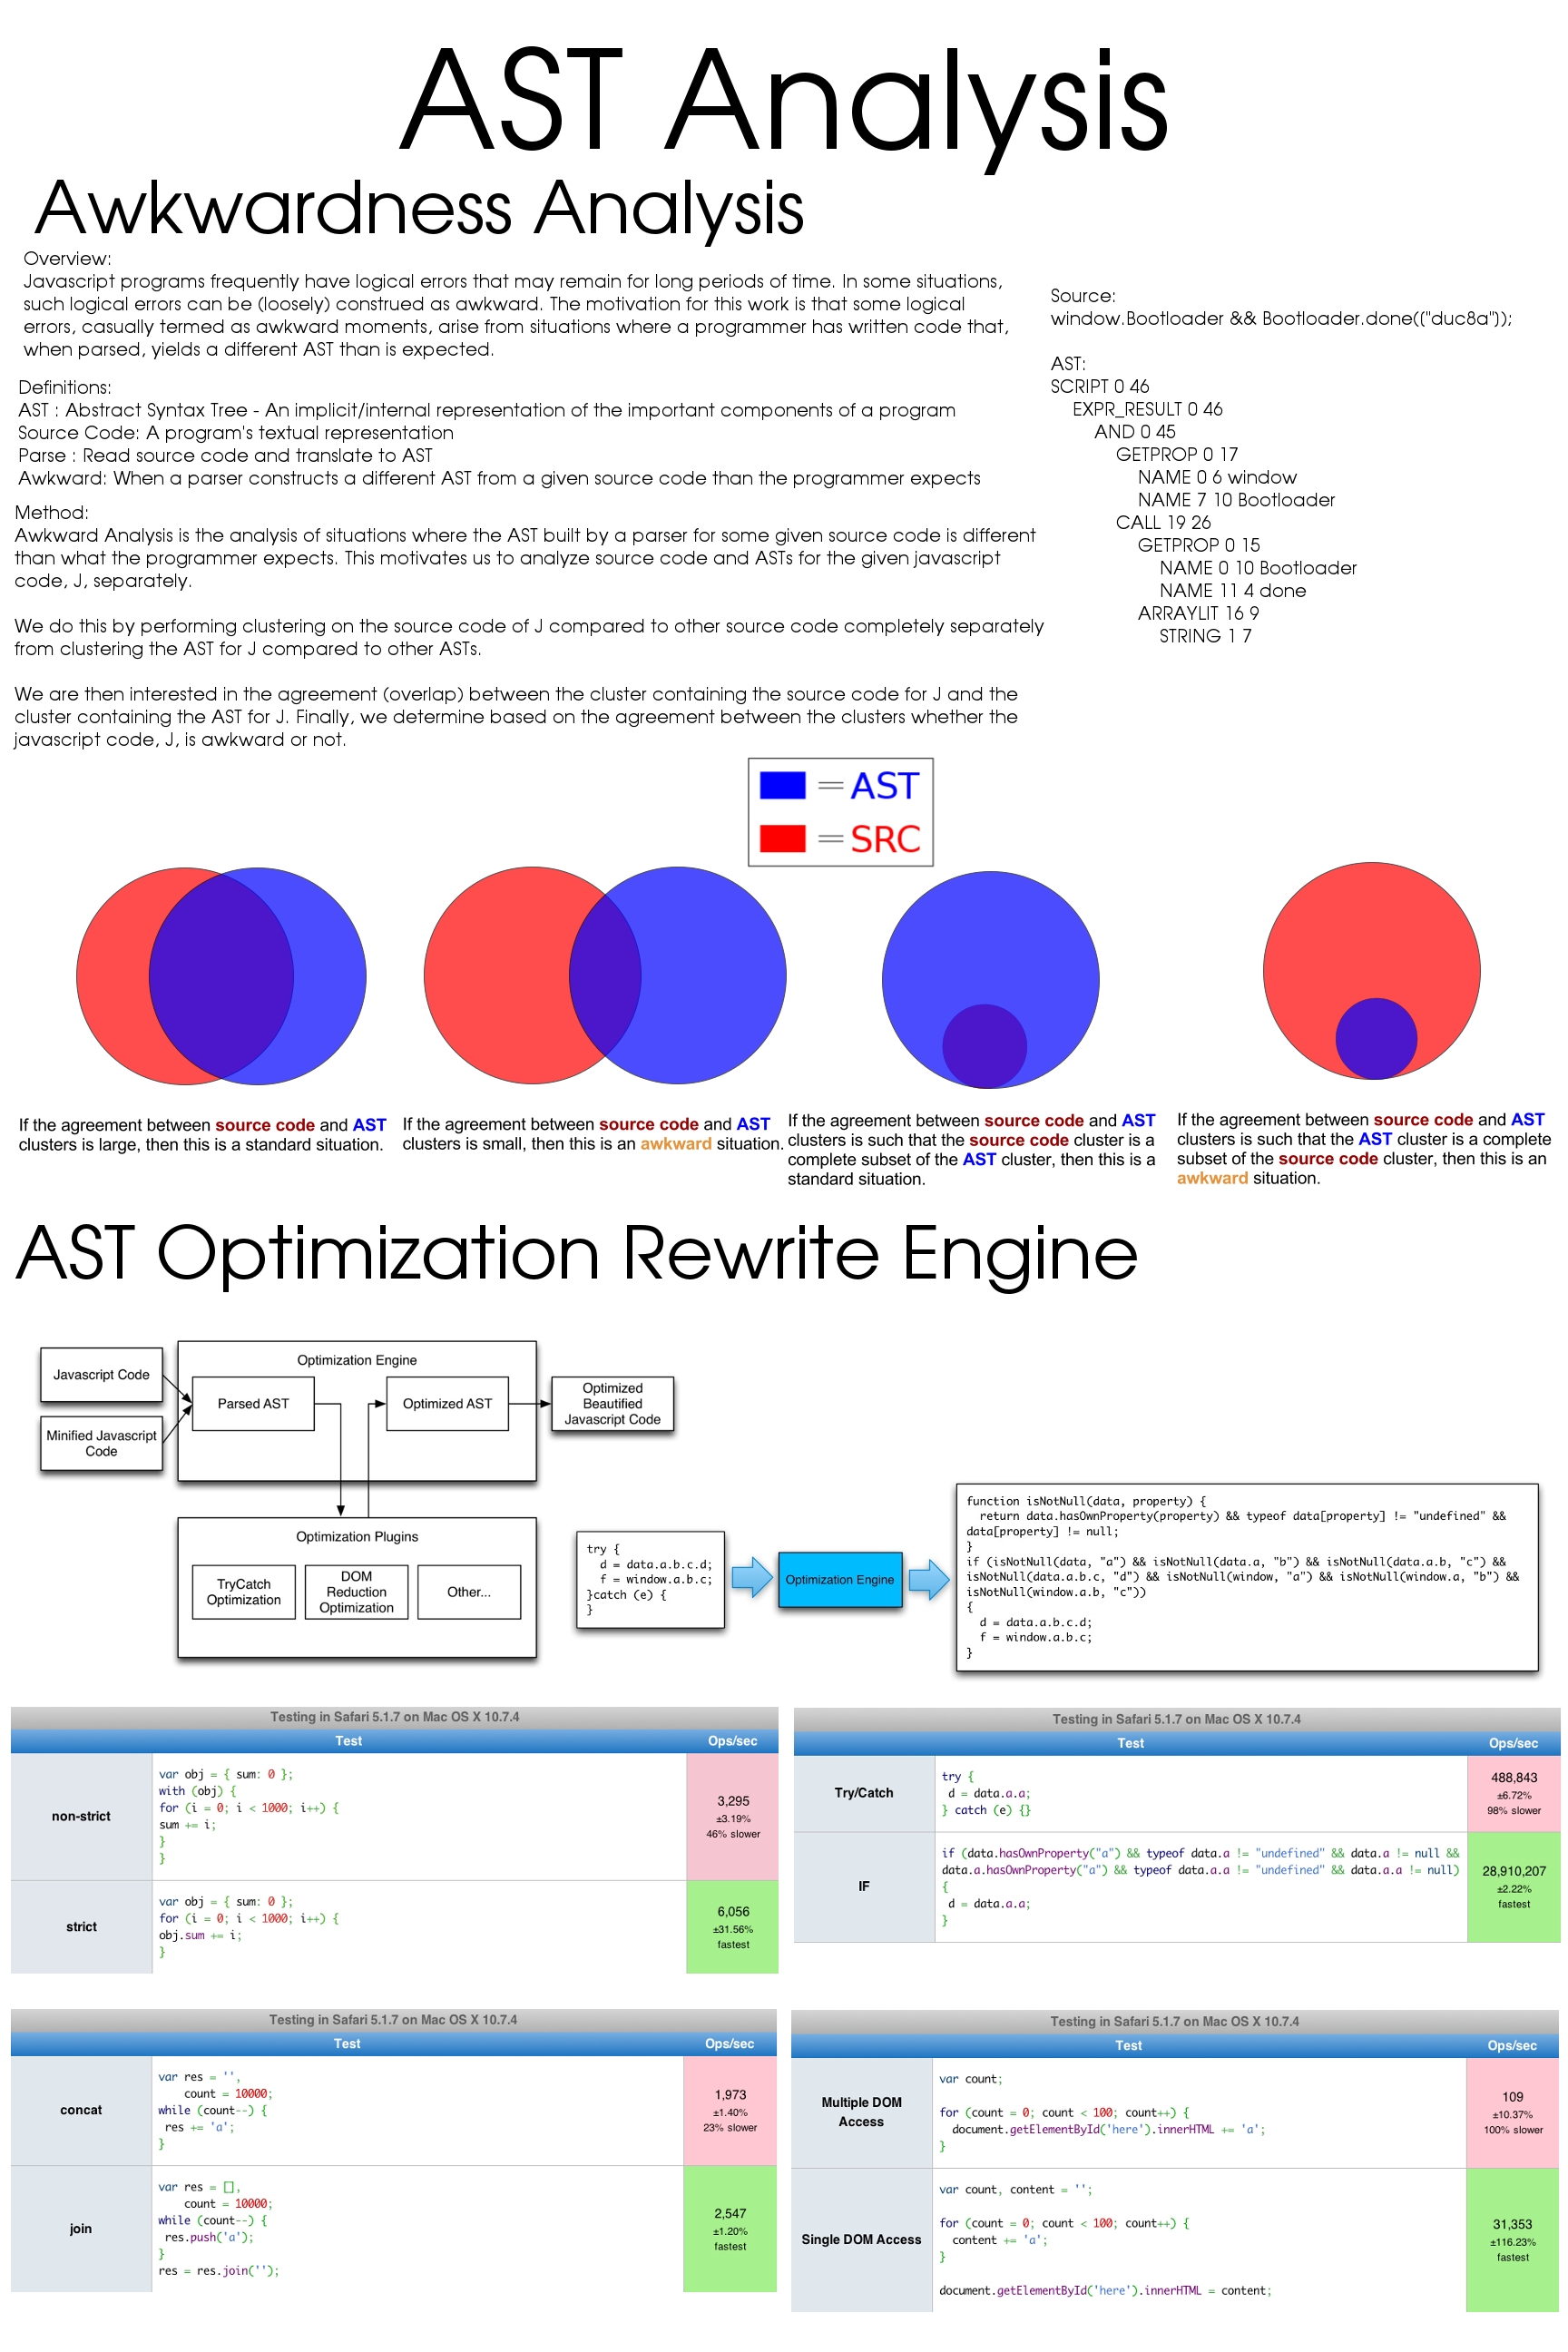 AST Analysis
Awkwardness Analysis
Overview:
Javascript programs frequently have logical errors that may remain for long periods of time. In some situations,
such logical errors can be (loosely) construed as awkward. The motivation for this work is that some logical
errors, casually termed as awkward moments, arise from situations where a programmer has written code that,
when parsed, yields a different AST than is expected.
Definitions:
AST : Abstract Syntax Tree - An implicit/internal representation of the important components of a program
Source Code: A program's textual representation
Parse : Read source code and translate to AST
Awkward: When a parser constructs a different AST from a given source code than the programmer expects
Method:
Awkward Analysis is the analysis of situations where the AST built by a parser for some given source code is different
than what the programmer expects. This motivates us to analyze source code and ASTs for the given javascript
code, J, separately.
We do this by performing clustering on the source code of J compared to other source code completely separately
from clustering the AST for J compared to other ASTs.
We are then interested in the agreement (overlap) between the cluster containing the source code for J and the
cluster containing the AST for J. Finally, we determine based on the agreement between the clusters whether the
javascript code, J, is awkward or not.
Source:
window.Bootloader && Bootloader.done(["duc8a"]);
AST:
SCRIPT 0 46
EXPR_RESULT 0 46
AND 0 45
GETPROP 0 17
NAME 0 6 window
NAME 7 10 Bootloader
CALL 19 26
GETPROP 0 15
NAME 0 10 Bootloader
NAME 11 4 done
ARRAYLIT 16 9
STRING 1 7
= AST
= SRC
If the agreement between source code and AST
clusters is large, then this is a standard situation.
If the agreement between source code and AST
clusters is small, then this is an awkward situation.
If the agreement between source code and AST
clusters is such that the source code cluster is a
complete subset of the AST cluster, then this is a
standard situation.
If the agreement between source code and AST
clusters is such that the AST cluster is a complete
subset of the source code cluster, then this is an
awkward situation.
AST Optimization Rewrite Engine
Javascript Code
Minified Javascript
Code
Optimization Engine
Parsed AST
Optimized AST
Optimized
Beautified
Javascript Code
Optimization Plugins
TryCatch
Optimization
DOM
Reduction
Optimization
Other...
try {
d = data.a.b.c.d;
f = window.a.b.c;
}catch (e) {
}
Optimization Engine
function isNotNull(data, property) {
return data.hasOwnProperty(property) && typeof data[property] != "undefined" &&
data[property] != null;
}
if (isNotNull(data, "a") && isNotNull(data.a, "b") && isNotNull(data.a.b, "c") &&
isNotNull(data.a.b.c, "d") && isNotNull(window, "a") && isNotNull(window.a, "b") &&
isNotNull(window.a.b, "c"))
{
d = data.a.b.c.d;
f = window.a.b.c;
}
Testing in Safari 5.1.7 on Mac OS X 10.7.4
Test Ops/sec
non-strict
var obj = { sum: 0 };
with (obj) {
for (i = 0; i < 1000; i++) {
sum += i;
}
}
3,295
±3.19%
46% slower
strict
var obj = { sum: 0 };
for (i = 0; i < 1000; i++) {
obj.sum += i;
}
6,056
±31.56%
fastest
Testing in Safari 5.1.7 on Mac OS X 10.7.4
Test Ops/sec
Try/Catch
try {
d = data.a.a;
} catch (e) {}
488,843
±6.72%
98% slower
IF
if (data.hasOwnProperty("a") && typeof data.a != "undefined" && data.a != null &&
data.a.hasOwnProperty("a") && typeof data.a.a != "undefined" && data.a.a != null)
{
d = data.a.a;
}
28,910,207
±2.22%
fastest
Testing in Safari 5.1.7 on Mac OS X 10.7.4
Test Ops/sec
concat
var res = '',
count = 10000;
while (count--) {
res += 'a';
}
1,973
±1.40%
23% slower
join
var res = [],
count = 10000;
while (count--) {
res.push('a');
}
res = res.join('');
2,547
±1.20%
fastest
Testing in Safari 5.1.7 on Mac OS X 10.7.4
Test Ops/sec
Multiple DOM
Access
var count;
for (count = 0; count < 100; count++) {
document.getElementById('here').innerHTML += 'a';
}
109
±10.37%
100% slower
Single DOM Access
var count, content = '';
for (count = 0; count < 100; count++) {
content += 'a';
}
document.getElementById('here').innerHTML = content;
31,353
±116.23%
fastest